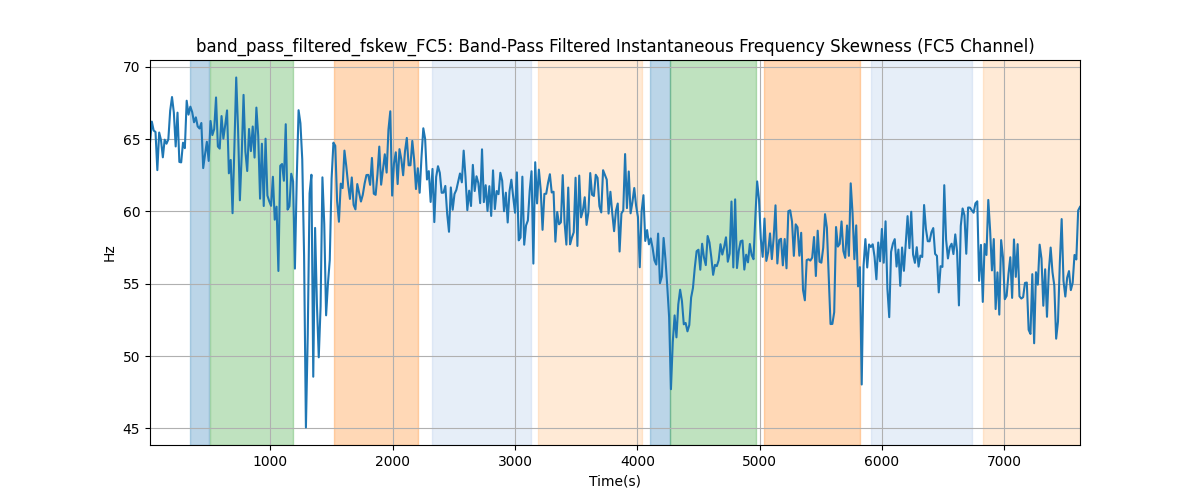 band_pass_filtered_fskew_FC5: Band-Pass Filtered Instantaneous Frequency Skewness (FC5 Channel)
70
65
60
55
50
45
Hz
1000 2000 3000 4000 5000 6000 7000
Time(s)